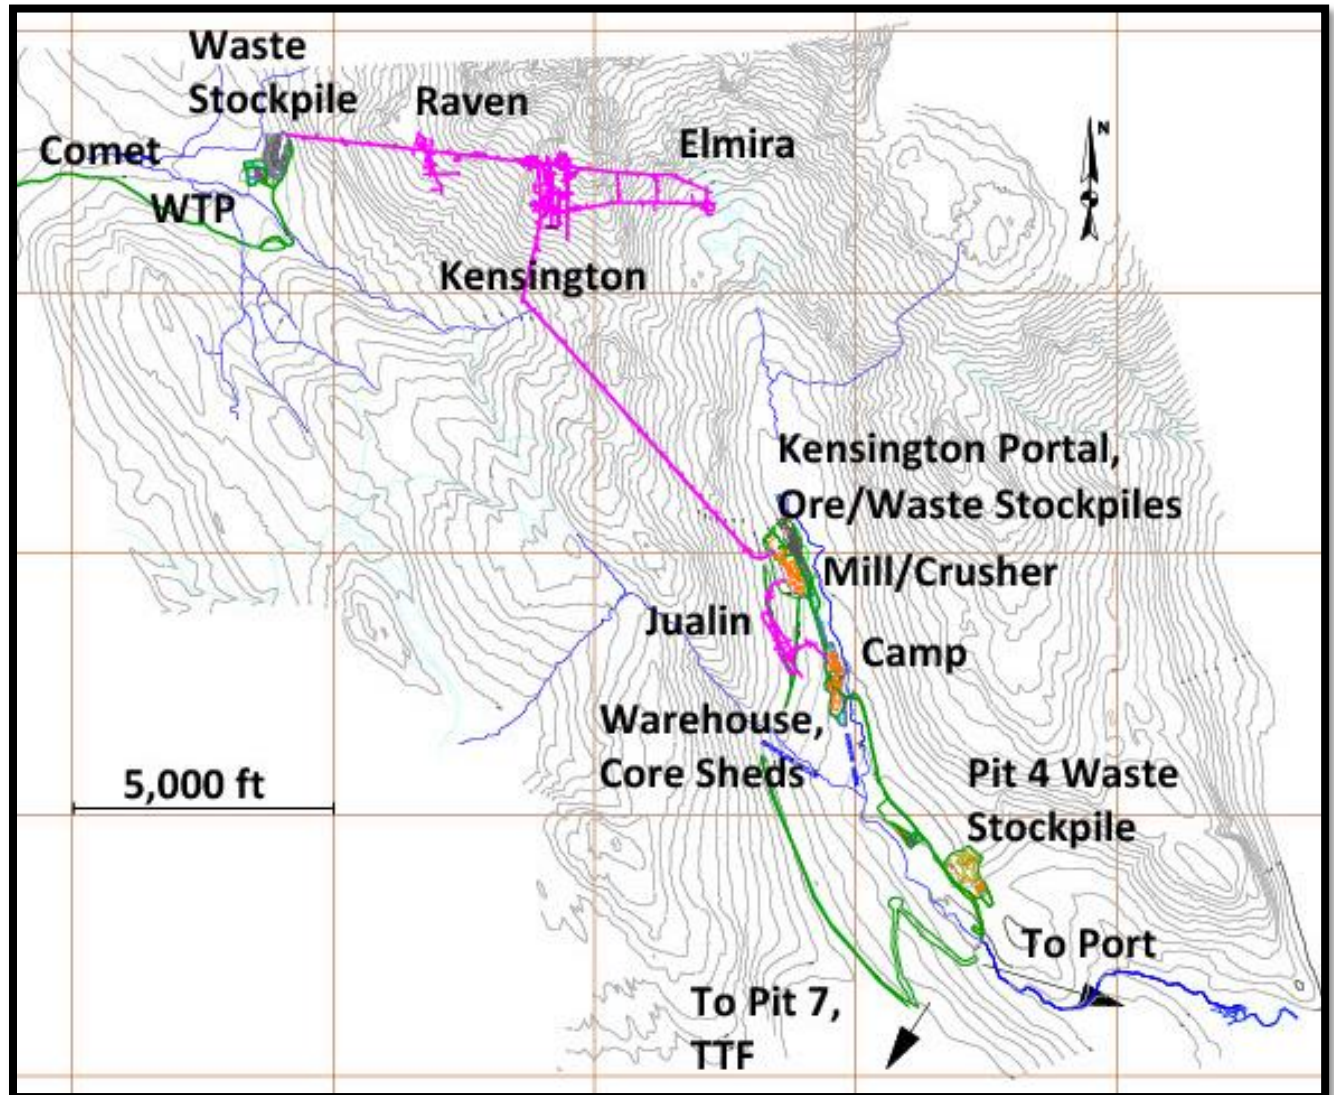 Waste
Stockpile
Raven
Comet
Elmira
N
WTP
Kensington
Kensington Portal,
Ore/Waste Stockpiles
Mill/Crusher
Jualin
Camp
Warehouse,
Core Sheds
5,000 ft
Pit 4 Waste
Stockpile
To Port
To Pit 7,
TTF